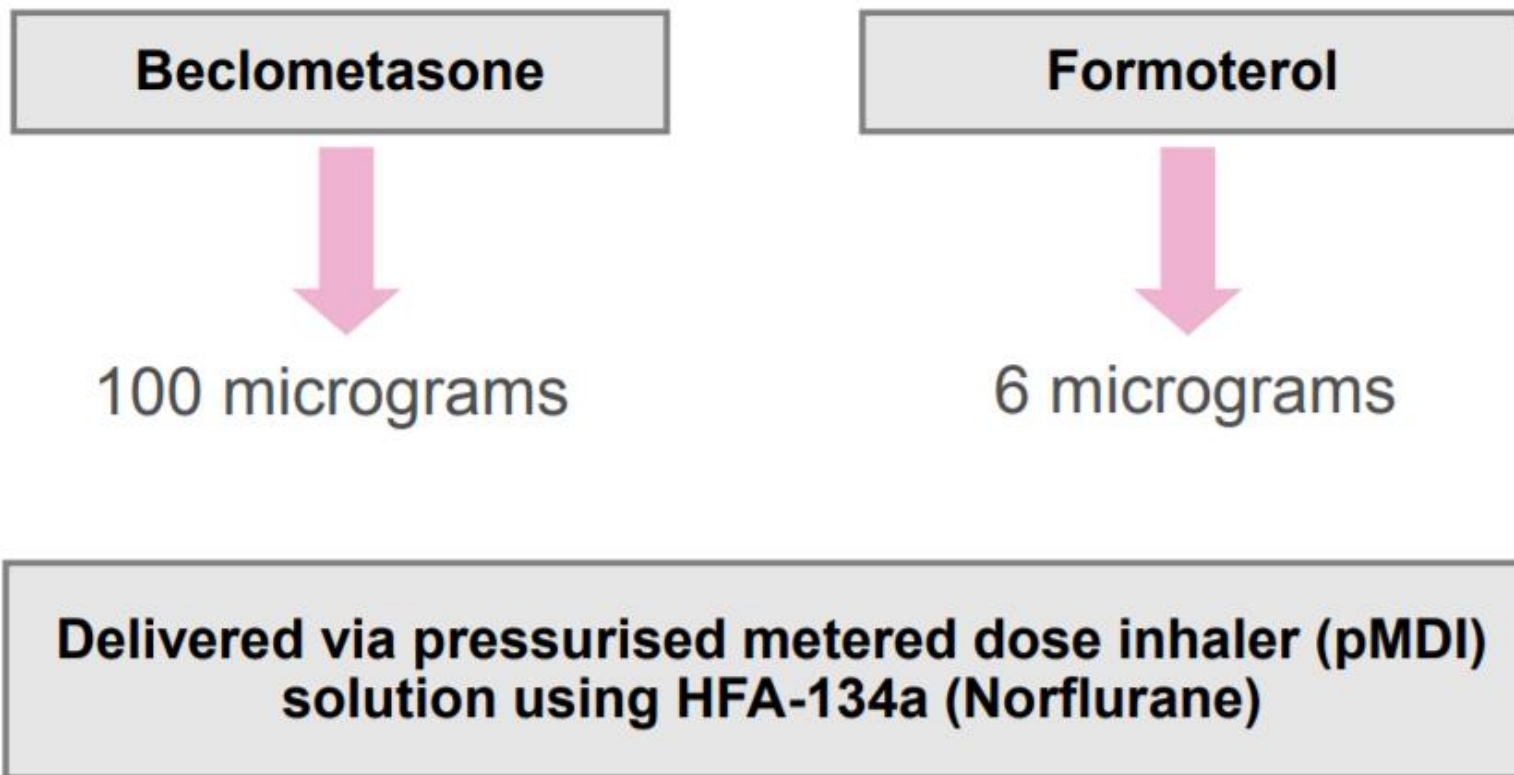 Beclometasone
Formoterol
100 micrograms
6 micrograms
Delivered via pressurised metered dose inhaler (pMDI)
solution using HFA-134a (Norflurane)